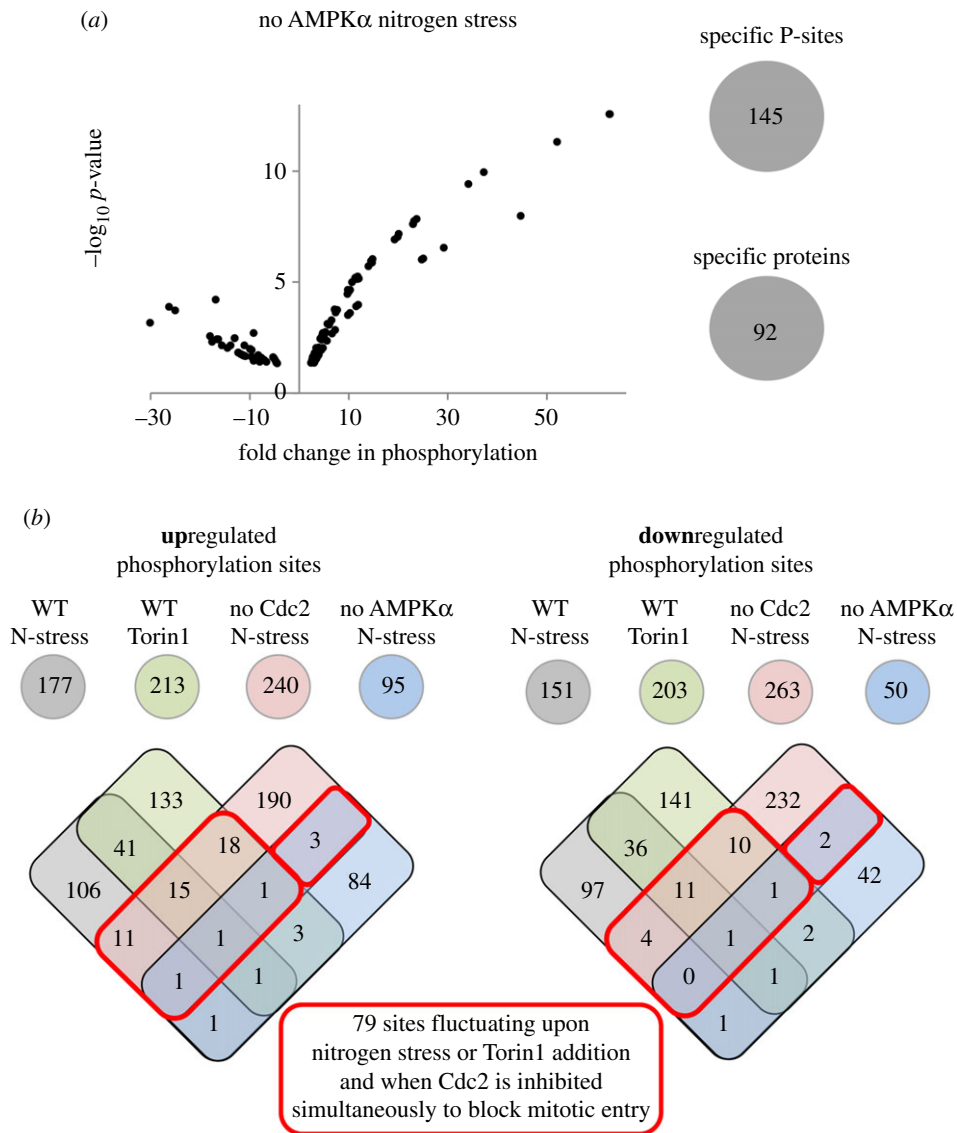 (a)
no AMPKα nitrogen stress
specific P-sites
145
specific proteins
92
–log10 p-value
10
5
0
–30
–10
10
30
50
fold change in phosphorylation
(b)
upregulated
phosphorylation sites
WT
N-stress
WT
Torin1
no Cdc2
N-stress
no AMPKα
N-stress
177
213
240
95
133
190
41
18
3
106
15
1
84
11
1
3
1
1
1
downregulated
phosphorylation sites
WT
N-stress
WT
Torin1
no Cdc2
N-stress
no AMPKα
N-stress
151
203
263
50
141
232
36
10
2
97
11
1
42
4
1
2
0
1
1
79 sites fluctuating upon
nitrogen stress or Torin1 addition
and when Cdc2 is inhibited
simultaneously to block mitotic entry